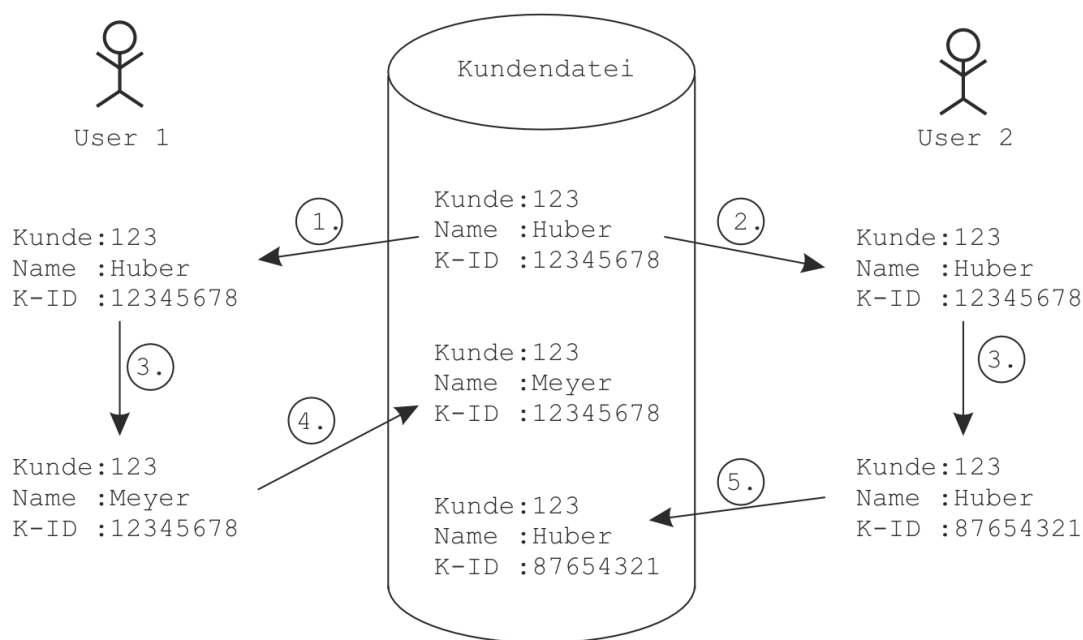 Kundendatei
User 1
User 2
Kunde:123
Name :Huber
K-ID :12345678
1.
2.
Kunde:123
Name :Huber
K-ID :12345678
Kunde:123
Name :Huber
K-ID :12345678
3.
3.
Kunde:123
Name :Meyer
K-ID :12345678
4.
Kunde:123
Name :Meyer
K-ID :12345678
5.
Kunde:123
Name :Huber
K-ID :87654321
Kunde:123
Name :Huber
K-ID :87654321